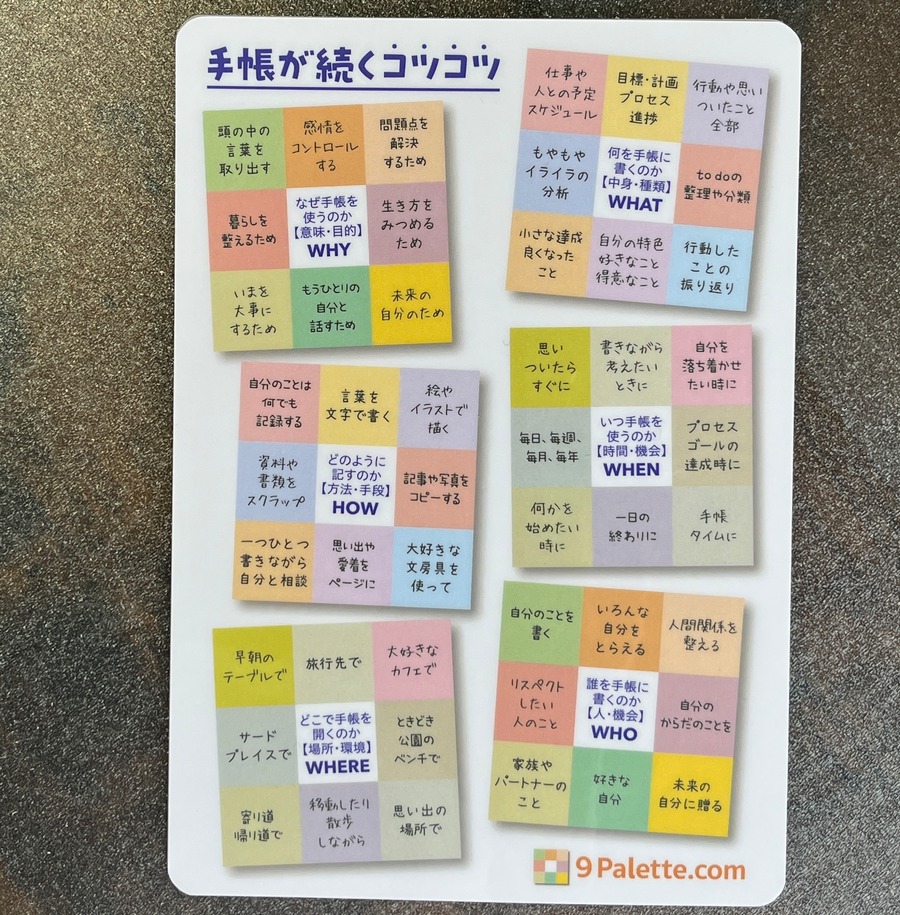 手帳が続くコツコツ
頭の中の
言葉を
取り出す
感情を
コントロール
する
問題点を
解決
するため
暮らしを
整えるため
なぜ手帳を
使うのか
【意味・目的】
WHY
生き方を
みつめる
ため
いまを
大事に
するため
もうひとりの
自分と
話すため
未来の
自分のため
仕事や
人との予定
スケジュール
目標・計画
プロセス
進捗
行動や思い
ついたこと
全部
もやもや
イライラの
分析
何を手帳に
書くのか
【中身・種類】
WHAT
to doの
整理や分類
小さな達成
良くなった
こと
自分の特色
好きなこと
得意なこと
行動した
ことの
振り返り
自分のことは
何でも
記録する
言葉を
文字で書く
絵や
イラストで
描く
資料や
書類を
スクラップ
どのように
記すのか
【方法・手段】
HOW
記事や写真を
コピーする
一つひとつ
書きながら
自分と相談
思い出や
愛着を
ページに
大好きな
文房具を
使って
思い
ついたら
すぐに
書きながら
考えたい
ときに
自分を
落ち着かせ
たい時に
毎日、毎週、
毎月、毎年
いつ手帳を
使うのか
【時間・機会】
WHEN
プロセス
ゴールの
達成時に
何かを
始めたい
時に
一日の
終わりに
手帳
タイムに
早朝の
テーブルで
旅行先で
大好きな
カフェで
サード
プレイスで
どこで手帳を
開くのか
【場所・環境】
WHERE
ときどき
公園の
ベンチで
寄り道
帰り道で
移動したり
散歩
しながら
思い出の
場所で
自分のことを
書く
いろんな
自分を
とらえる
人間関係を
整える
リスペクト
したい
人のこと
誰を手帳に
書くのか
【人・機会】
WHO
自分の
からだのことを
家族や
パートナーの
こと
好きな
自分
未来の
自分に贈る
9 Palette.com